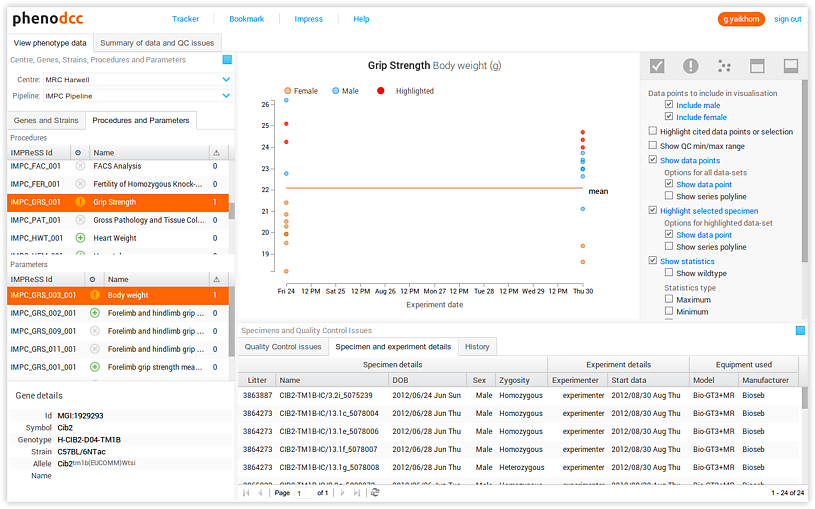 phenodcc
Tracker Bookmark Impress Help
g.yaikhom sign out
View phenotype data Summary of data and QC issues
Centre, Genes, Strains, Procedures and Parameters
Centre: MRC Harwell
Pipeline: IMPC Pipeline
Genes and Strains Procedures and Parameters
Procedures
IMPReSS Id Name
IMPC_FAC_001 FACS Analysis 0
IMPC_FER_001 Fertility of Homozygous Knock-... 0
IMPC_GRS_001 Grip Strength 1
IMPC_PAT_001 Gross Pathology and Tissue Col... 0
IMPC_HWT_001 Heart Weight 0
Parameters
IMPReSS Id Name
IMPC_GRS_003_001 Body weight 1
IMPC_GRS_002_001 Forelimb and hindlimb grip ... 0
IMPC_GRS_009_001 Forelimb and hindlimb grip ... 0
IMPC_GRS_011_001 Forelimb and hindlimb grip ... 0
IMPC_GRS_001_001 Forelimb grip strength mea... 0
Gene details
Id MGI:1929293
Symbol Cib2
Genotype H-CIB2-D04-TM1B
Strain C57BL/6NTac
Allele Cib2tm1b(EUCOMM)Wtsi
Name
Grip Strength Body weight (g)
Female Male Highlighted
26
25
24
23
22
21
20
19
mean
Fri 24 12 PM Sat 25 12 PM Aug 26 12 PM Mon 27 12 PM Tue 28 12 PM Wed 29 12 PM Thu 30
Experiment date
Data points to include in visualisation
Include male
Include female
Highlight cited data points or selection
Show QC min/max range
Show data points
Options for all data-sets
Show data point
Show series polyline
Highlight selected specimen
Options for highlighted data-set
Show data point
Show series polyline
Show statistics
Show wildtype
Statistics type
Maximum
Minimum
Specimens and Quality Control Issues
Quality Control issues Specimen and experiment details History
Specimen details Experiment details Equipment used
Litter Name DOB Sex Zygosity Experimenter Start data Model Manufacturer
3863887 CIB2-TM1B-IC/3.2i_5075239 2012/06/24 Jun Sun Male Homozygous experimenter 2012/08/30 Aug Thu Bio-GT3+MR Bioseb
3864273 CIB2-TM1B-IC/13.1c_5078004 2012/06/28 Jun Thu Male Homozygous experimenter 2012/08/30 Aug Thu Bio-GT3+MR Bioseb
3864273 CIB2-TM1B-IC/13.1e_5078006 2012/06/28 Jun Thu Male Homozygous experimenter 2012/08/30 Aug Thu Bio-GT3+MR Bioseb
3864273 CIB2-TM1B-IC/13.1f_5078007 2012/06/28 Jun Thu Male Homozygous experimenter 2012/08/30 Aug Thu Bio-GT3+MR Bioseb
3864273 CIB2-TM1B-IC/13.1g_5078008 2012/06/28 Jun Thu Male Heterozygous experimenter 2012/08/30 Aug Thu Bio-GT3+MR Bioseb
Page 1 of 1 1 - 24 of 24